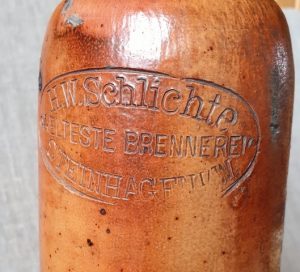 H.W. Schlichte
AELTESTE BRENNEREI
STEINHAGEN i/W.